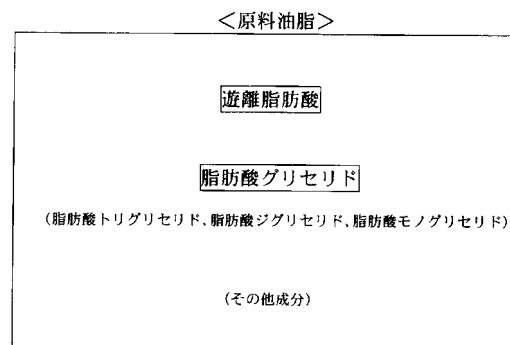 ＜原料油脂＞
遊離脂肪酸
脂肪酸グリセリド
（脂肪酸トリグリセリド、脂肪酸ジグリセリド、脂肪酸モノグリセリド）
（その他成分）